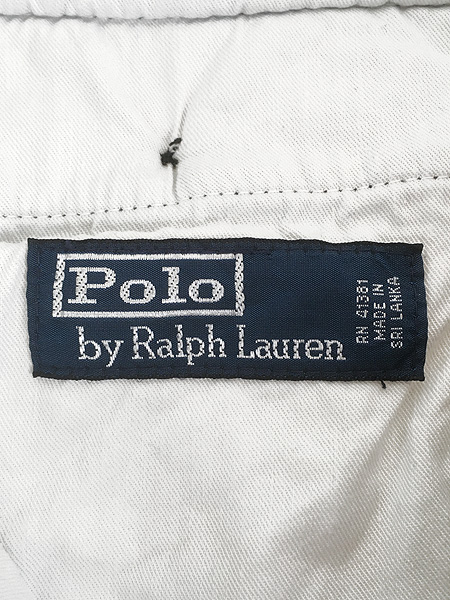 Polo
by Ralph Lauren
RN 41381
MADE IN
SRI LANKA